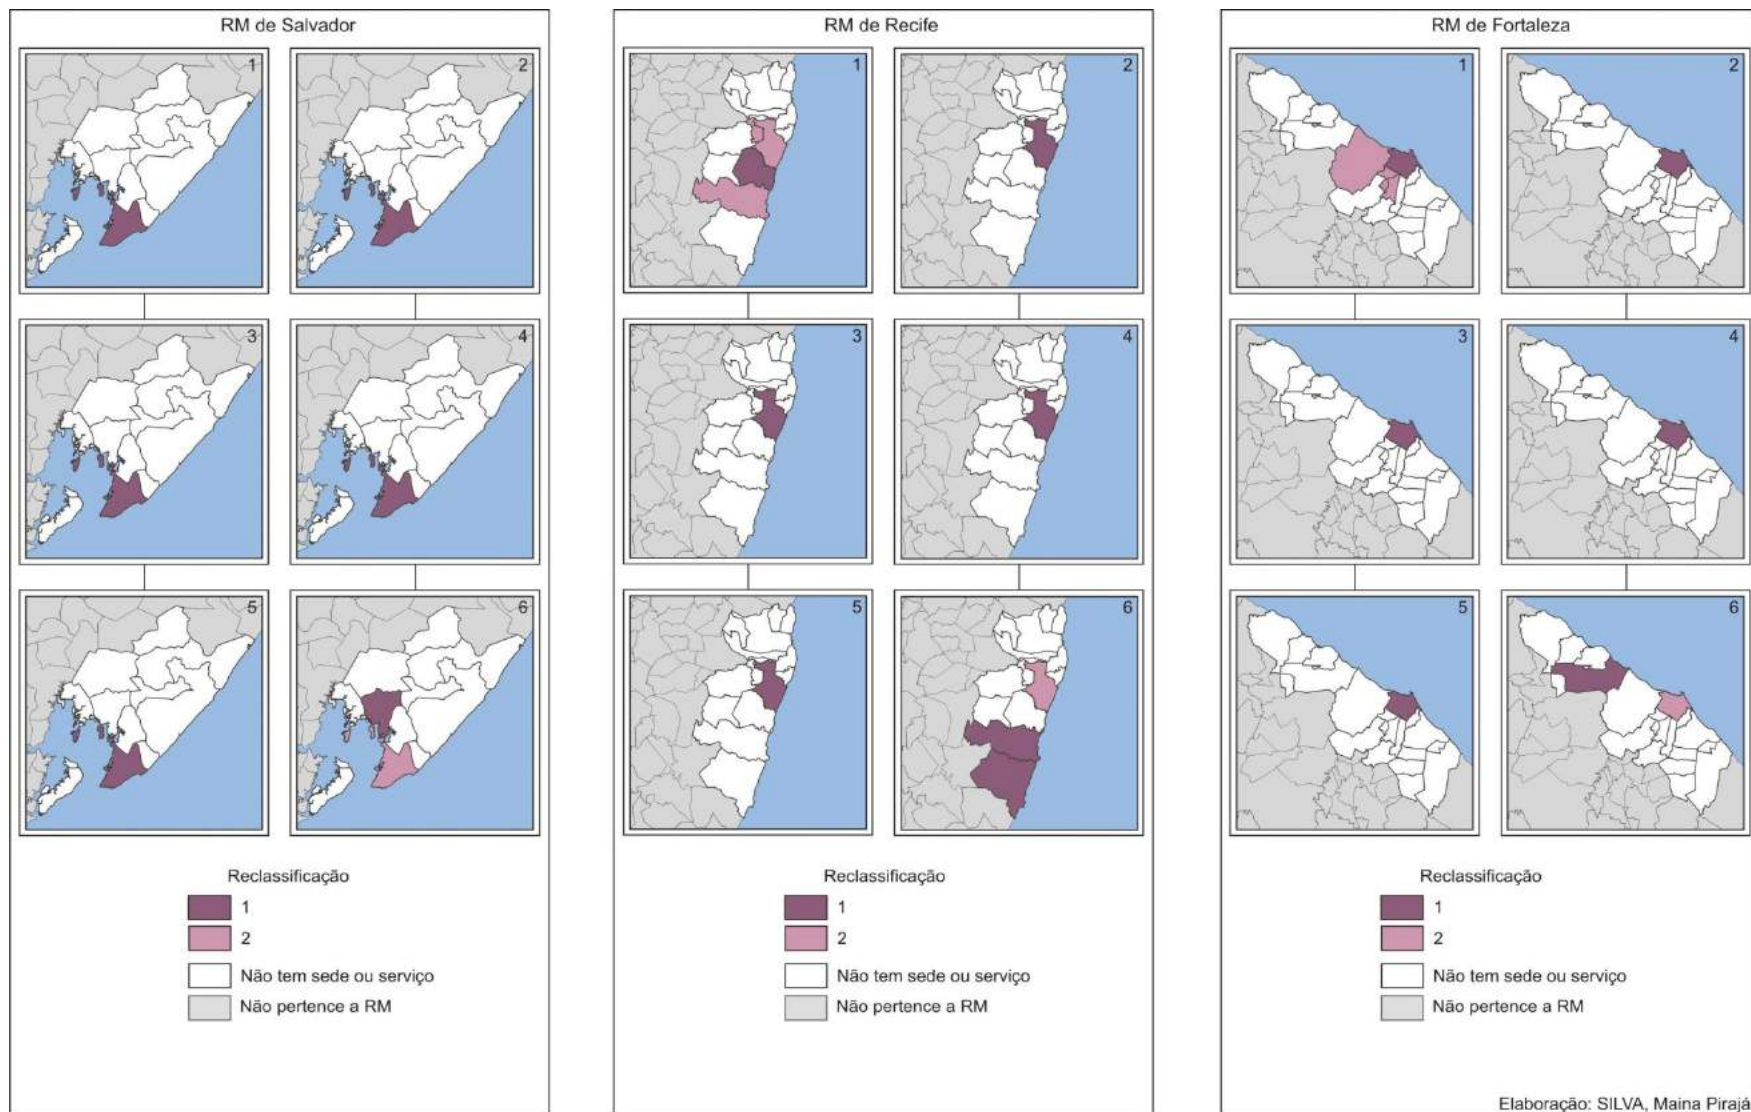 RM de Salvador
1
2
3
4
5
6
Reclassificação
1
2
Não tem sede ou serviço
Não pertence a RM
RM de Recife
1
2
3
4
5
6
Reclassificação
1
2
Não tem sede ou serviço
Não pertence a RM
RM de Fortaleza
1
2
3
4
5
6
Reclassificação
1
2
Não tem sede ou serviço
Não pertence a RM
Elaboração: SILVA, Maina Pirajá